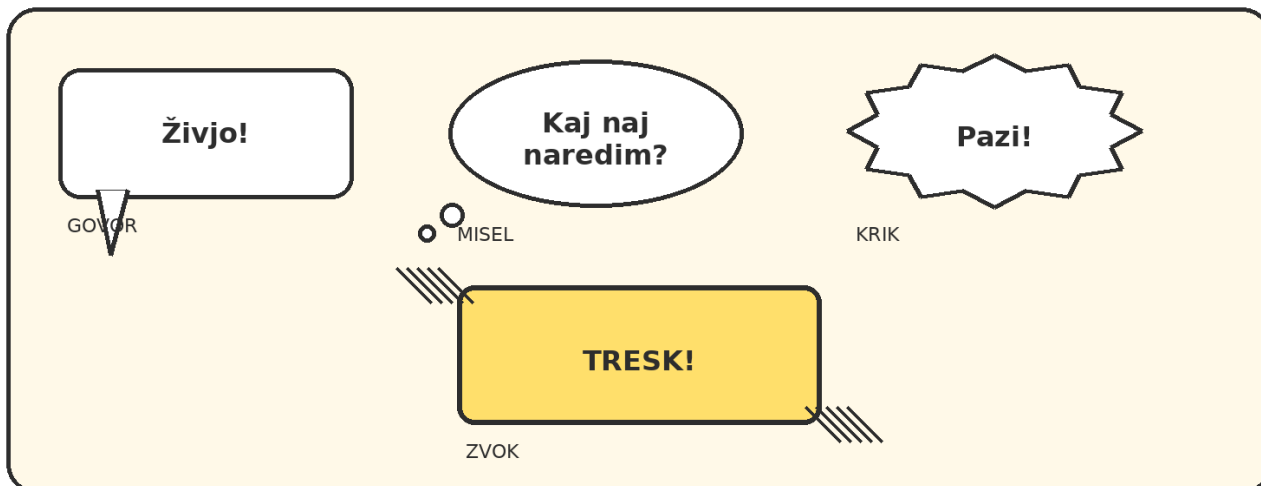 Živjo!
GOVOR
Kaj naj
naredim?
MISEL
Pazi!
KRIK
TRESK!
ZVOK